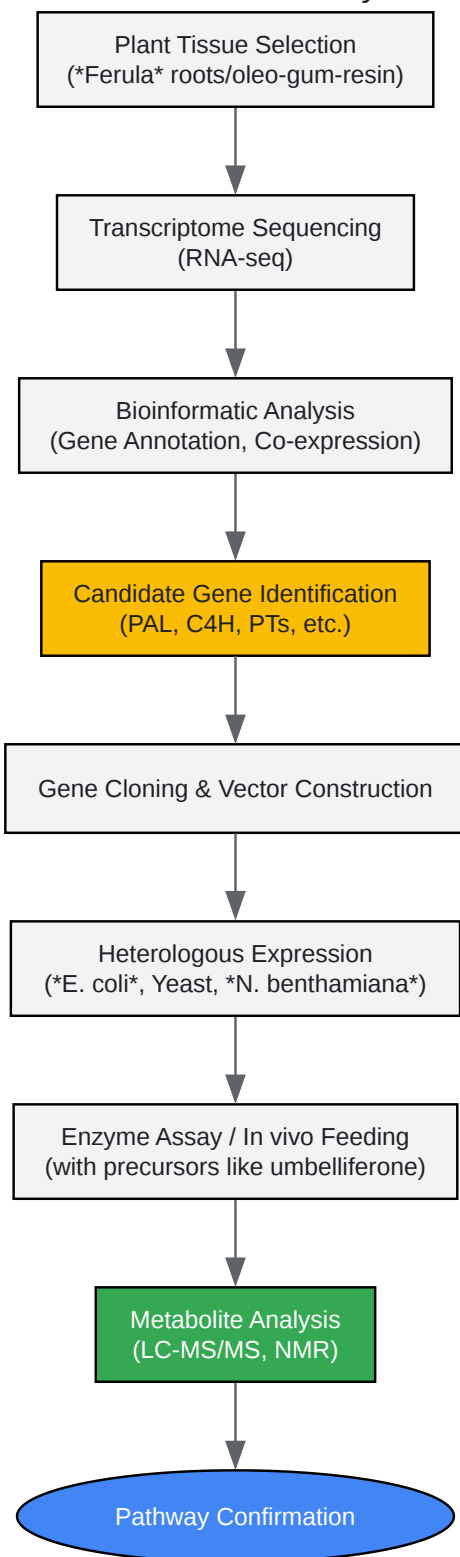 Plant Tissue Selection
(*Ferula* roots/oleo-gum-resin)
Transcriptome Sequencing
(RNA-seq)
Bioinformatic Analysis
(Gene Annotation, Co-expression)
Candidate Gene Identification
(PAL, C4H, PTs, etc.)
Gene Cloning & Vector Construction
Heterologous Expression
(*E. coli*, Yeast, *N. benthamiana*)
Enzyme Assay / In vivo Feeding
(with precursors like umbelliferone)
Metabolite Analysis
(LC-MS/MS, NMR)
Pathway Confirmation